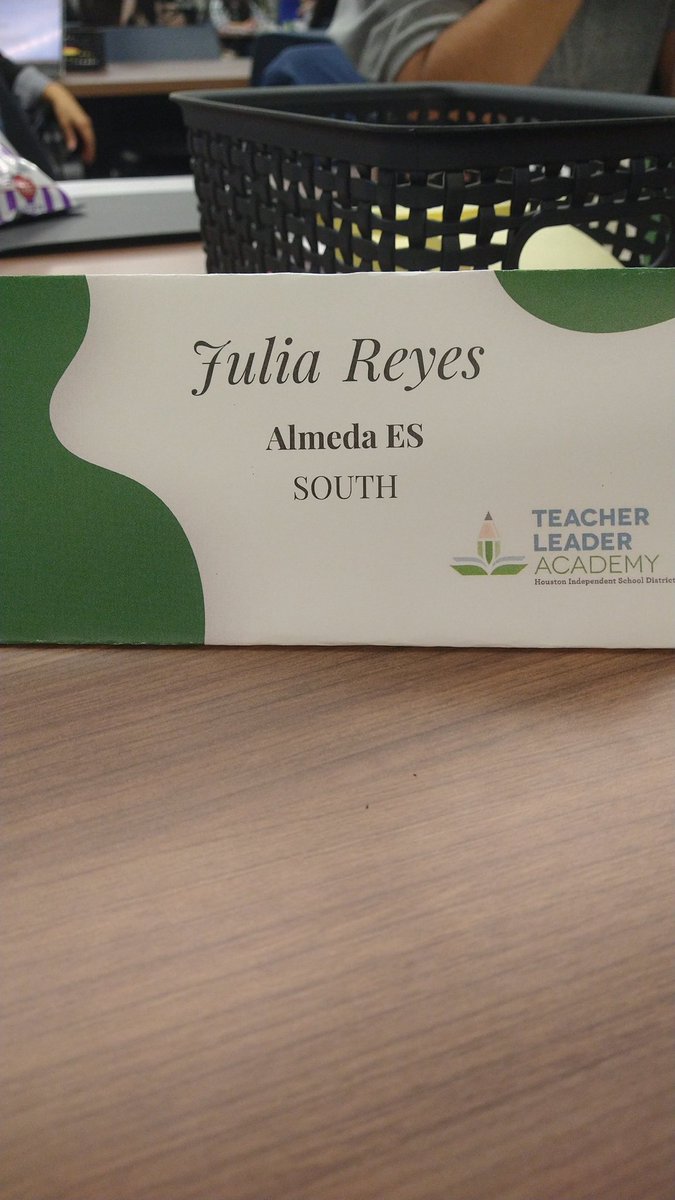 Julia Reyes
Almeda ES
SOUTH
TEACHER
LEADER
ACADEMY
Houston Independent School District